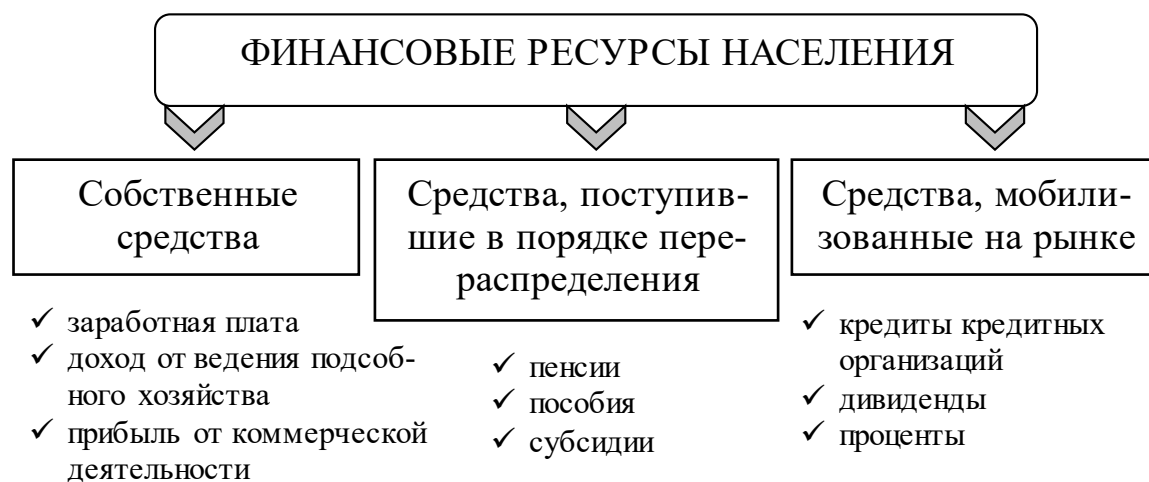 ФИНАНСОВЫЕ РЕСУРСЫ НАСЕЛЕНИЯ
Собственные
средства
✓ заработная плата
✓ доход от ведения подсоб-
ного хозяйства
✓ прибыль от коммерческой
деятельности
Средства, поступив-
шие в порядке пере-
распределения
✓ пенсии
✓ пособия
✓ субсидии
Средства, мобили-
зованные на рынке
✓ кредиты кредитных
организаций
✓ дивиденды
✓ проценты